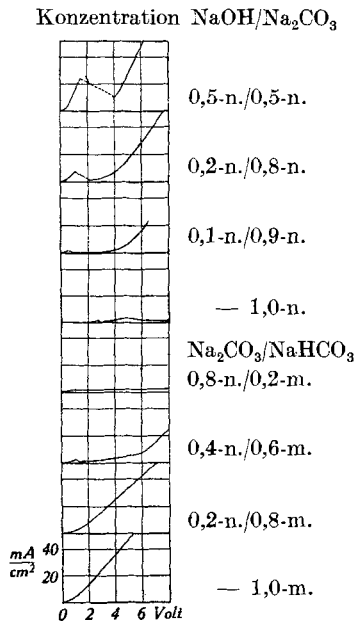 Konzentration NaOH/Na₂CO₃
0,5-n./0,5-n.
0,2-n./0,8-n.
0,1-n./0,9-n.
— 1,0-n.
Na₂CO₃/NaHCO₃
0,8-n./0,2-m.
0,4-n./0,6-m.
0,2-n./0,8-m.
mA/cm² 40
20
— 1,0-m.
0 2 4 6 Volt